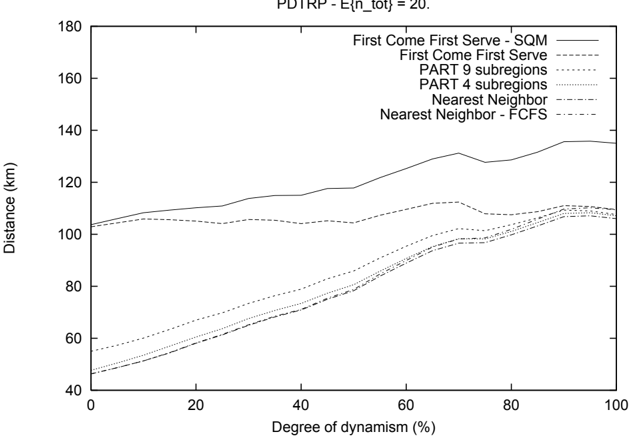 PDTRP - E{n_tot} = 20.
180
160
140
120
100
80
60
40
0
20
40
60
80
100
Distance (km)
Degree of dynamism (%)
First Come First Serve - SQM
First Come First Serve
PART 9 subregions
PART 4 subregions
Nearest Neighbor
Nearest Neighbor - FCFS